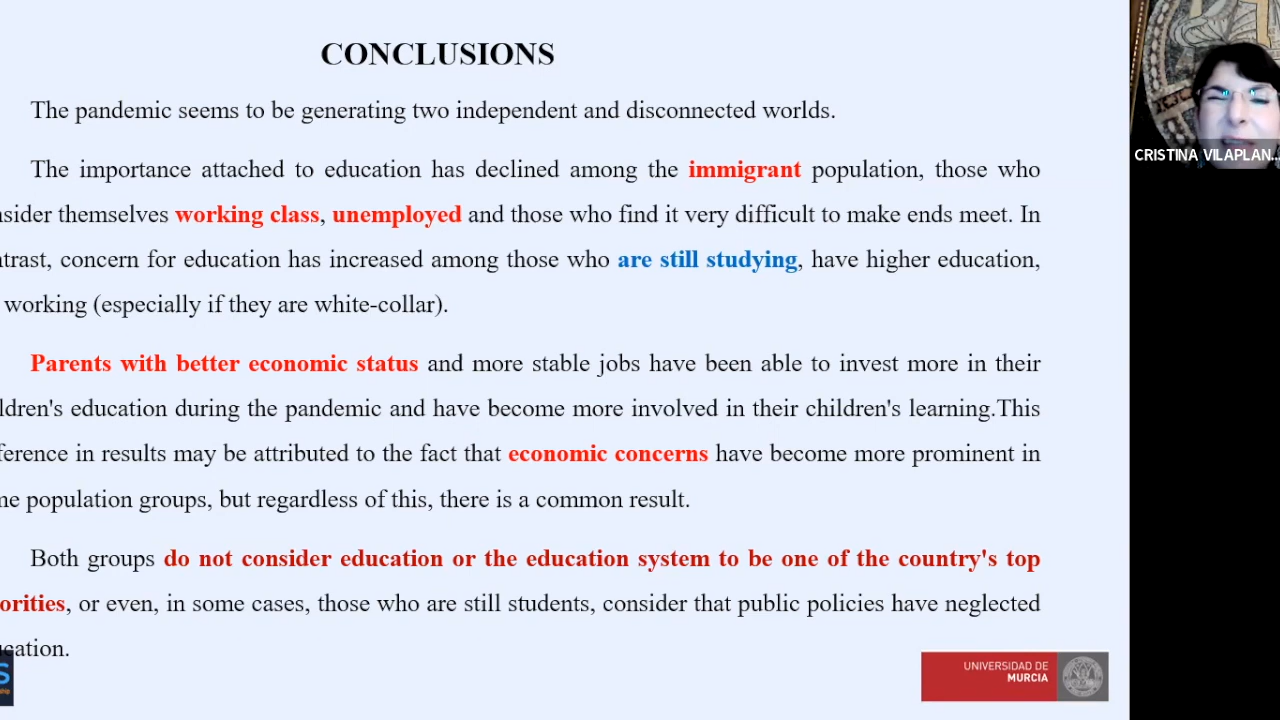 CONCLUSIONS
The pandemic seems to be generating two independent and disconnected worlds.
The importance attached to education has declined among the immigrant population, those who
nsider themselves working class, unemployed and those who find it very difficult to make ends meet. In
ntrast, concern for education has increased among those who are still studying, have higher education,
working (especially if they are white-collar).
Parents with better economic status and more stable jobs have been able to invest more in their
ldren's education during the pandemic and have become more involved in their children's learning.This
ference in results may be attributed to the fact that economic concerns have become more prominent in
me population groups, but regardless of this, there is a common result.
Both groups do not consider education or the education system to be one of the country's top
orities, or even, in some cases, those who are still students, consider that public policies have neglected
cation.
S
UNIVERSIDAD DE
MURCIA
CRISTINA VILAPLAN...